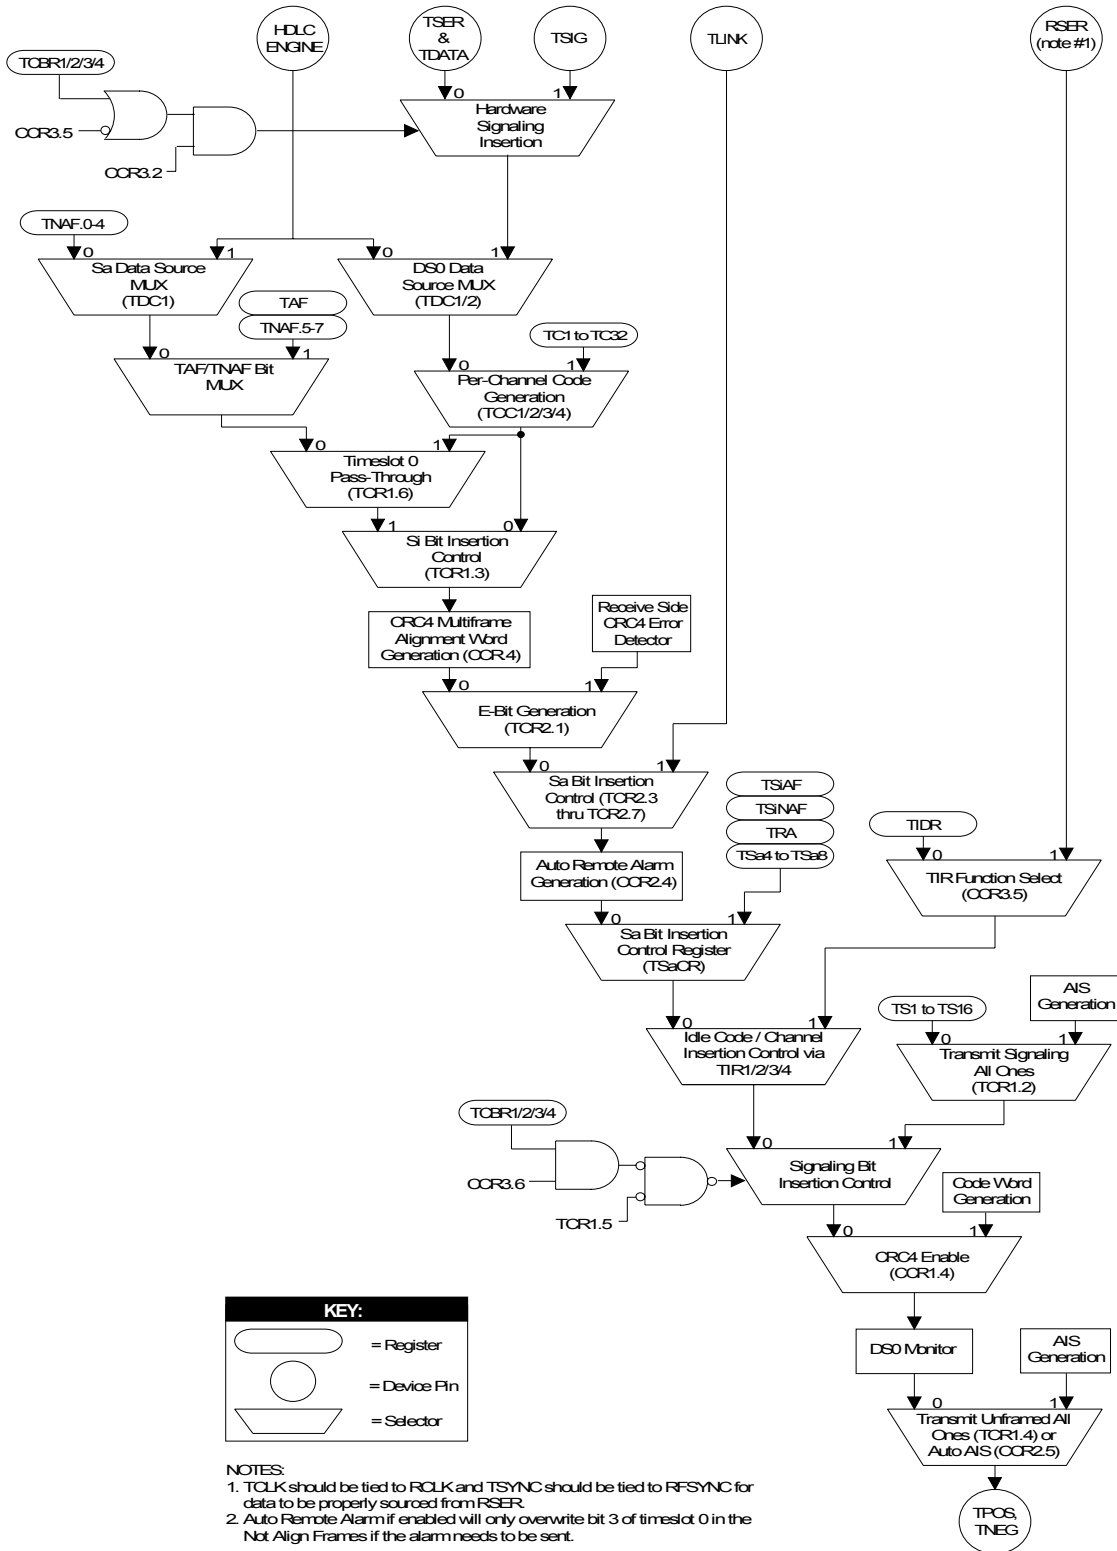 HDLC
ENGINE
TSER
&
TDATA
TSIG
TLINK
RSER
(note #1)
TCBR1/2/3/4
0
1
Hardware
Signaling
Insertion
CCR3.5
CCR3.2
TNAF.0-4
0
1
0
1
Sa Data Source
MUX
(TDC1)
DS0 Data
Source MUX
(TDC1/2)
TAF
TNAF.5-7
TC1 to TC32
0
1
0
1
TAF/TNAF Bit
MUX
Per-Channel Code
Generation
(TCC1/2/3/4)
0
1
Timeslot 0
Pass-Through
(TCR1.6)
1
0
Si Bit Insertion
Control
(TCR1.3)
CRC4 Multiframe
Alignment Word
Generation (CCR.4)
Receive Side
CRC4 Error
Detector
0
1
E-Bit Generation
(TCR2.1)
0
1
Sa Bit Insertion
Control (TCR2.3
thru TCR2.7)
TSiAF
TSiNAF
TRA
TSa4 to TSa8
TIDR
0
1
TIR Function Select
(CCR3.5)
Auto Remote Alarm
Generation (CCR2.4)
0
1
Sa Bit Insertion
Control Register
(TSaCR)
AIS
Generation
TS1 to TS16
0
1
Idle Code / Channel
Insertion Control via
TIR1/2/3/4
0
1
Transmit Signaling
All Ones
(TCR1.2)
TCBR1/2/3/4
CCR3.6
TCR1.5
0
1
Signaling Bit
Insertion Control
Code Word
Generation
0
1
CRC4 Enable
(CCR1.4)
DS0 Monitor
AIS
Generation
0
1
Transmit Unframed All
Ones (TCR1.4) or
Auto AIS (CCR2.5)
TPOS,
TNEG
KEY:
= Register
= Device Pin
= Selector
NOTES:
1. TCLK should be tied to RCLK and TSYNC should be tied to RFSYNC for
data to be properly sourced from RSER.
2. Auto Remote Alarm if enabled will only overwrite bit 3 of timeslot 0 in the
Not Align Frames if the alarm needs to be sent.